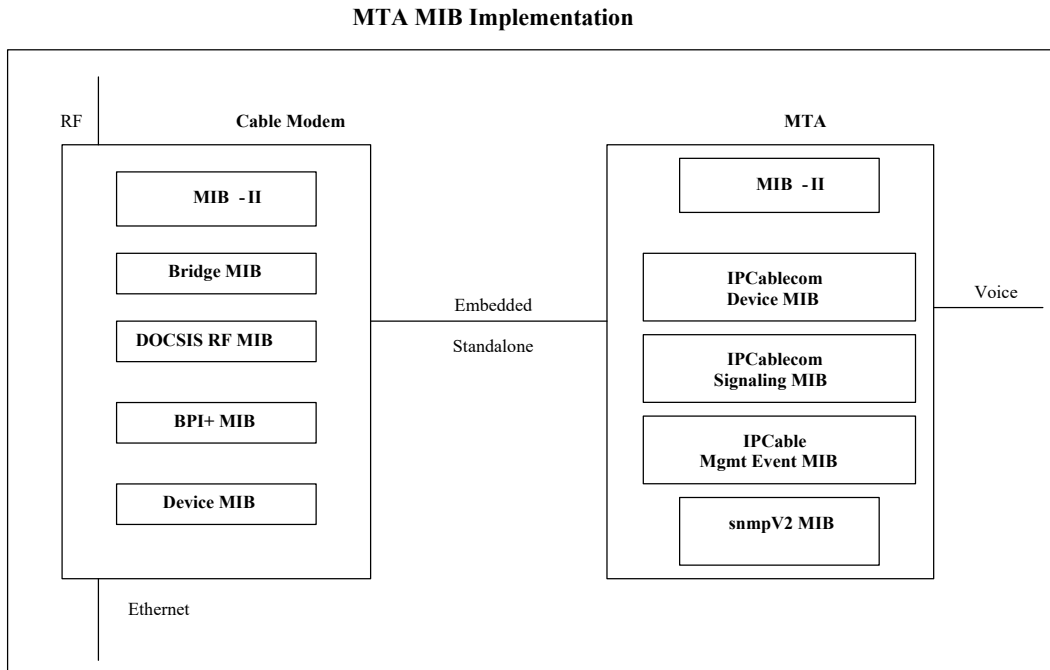 MTA MIB Implementation
RF
Cable Modem
MTA
MIB - II
Bridge MIB
DOCSIS RF MIB
BPI+ MIB
Device MIB
Ethernet
Embedded
Standalone
MIB - II
IPCablecom
Device MIB
IPCablecom
Signaling MIB
IPCable
Mgmt Event MIB
snmpV2 MIB
Voice